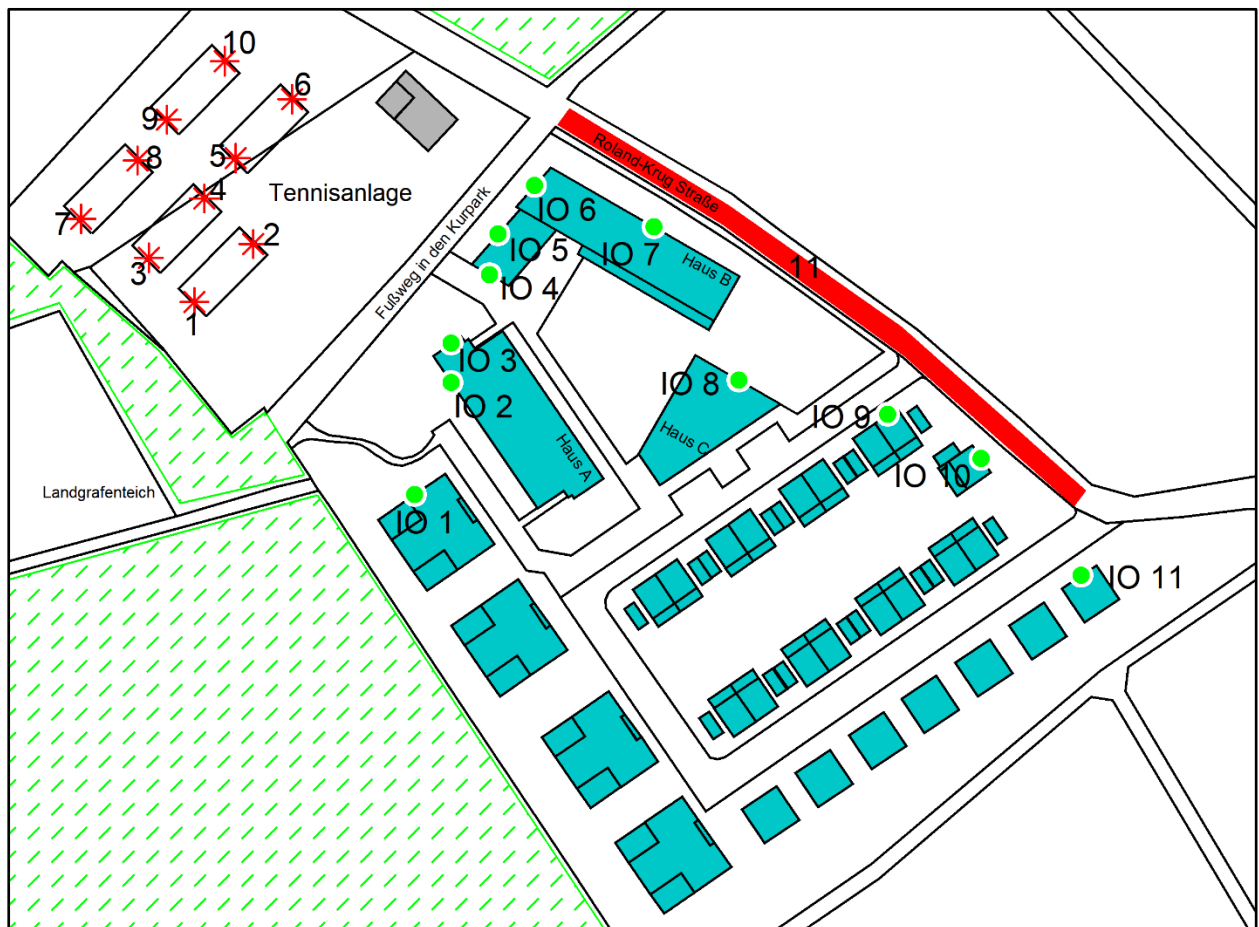 10
6
9
8
5
4
7
2
3
1
Tennisanlage
Roland-Krug Straße
Fußweg in den Kurpark
IO 6
IO 5
IO 7
IO 4
Haus B
11
IO 3
IO 2
IO 8
IO 9
Haus C
Haus A
IO 10
Landgrafenteich
IO 1
IO 11